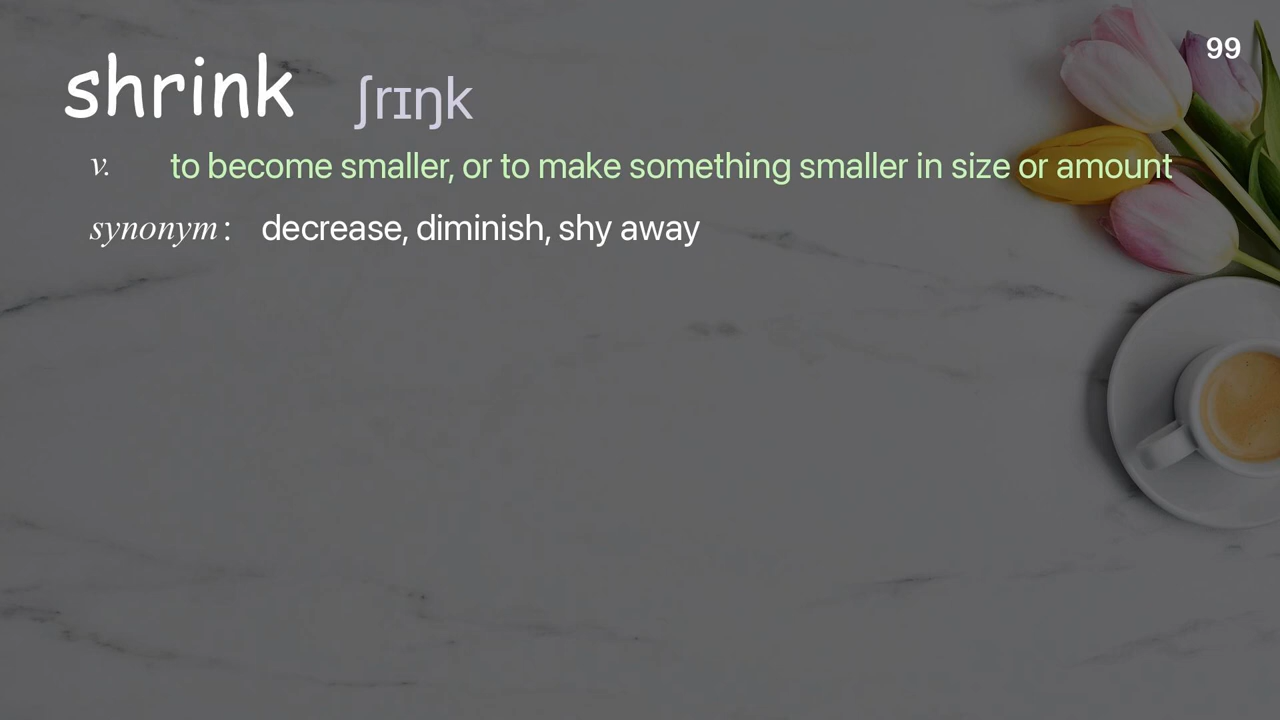 99
shrink ʃrɪŋk
v. to become smaller, or to make something smaller in size or amount
synonym : decrease, diminish, shy away